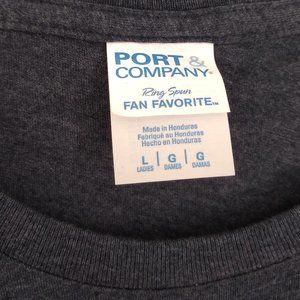 PORT &
COMPANY®
Ring Spun
FAN FAVORITE™
Made in Honduras
Fabriqué au Honduras
Hecho en Honduras
L | G | G
LADIES DAMES DAMAS